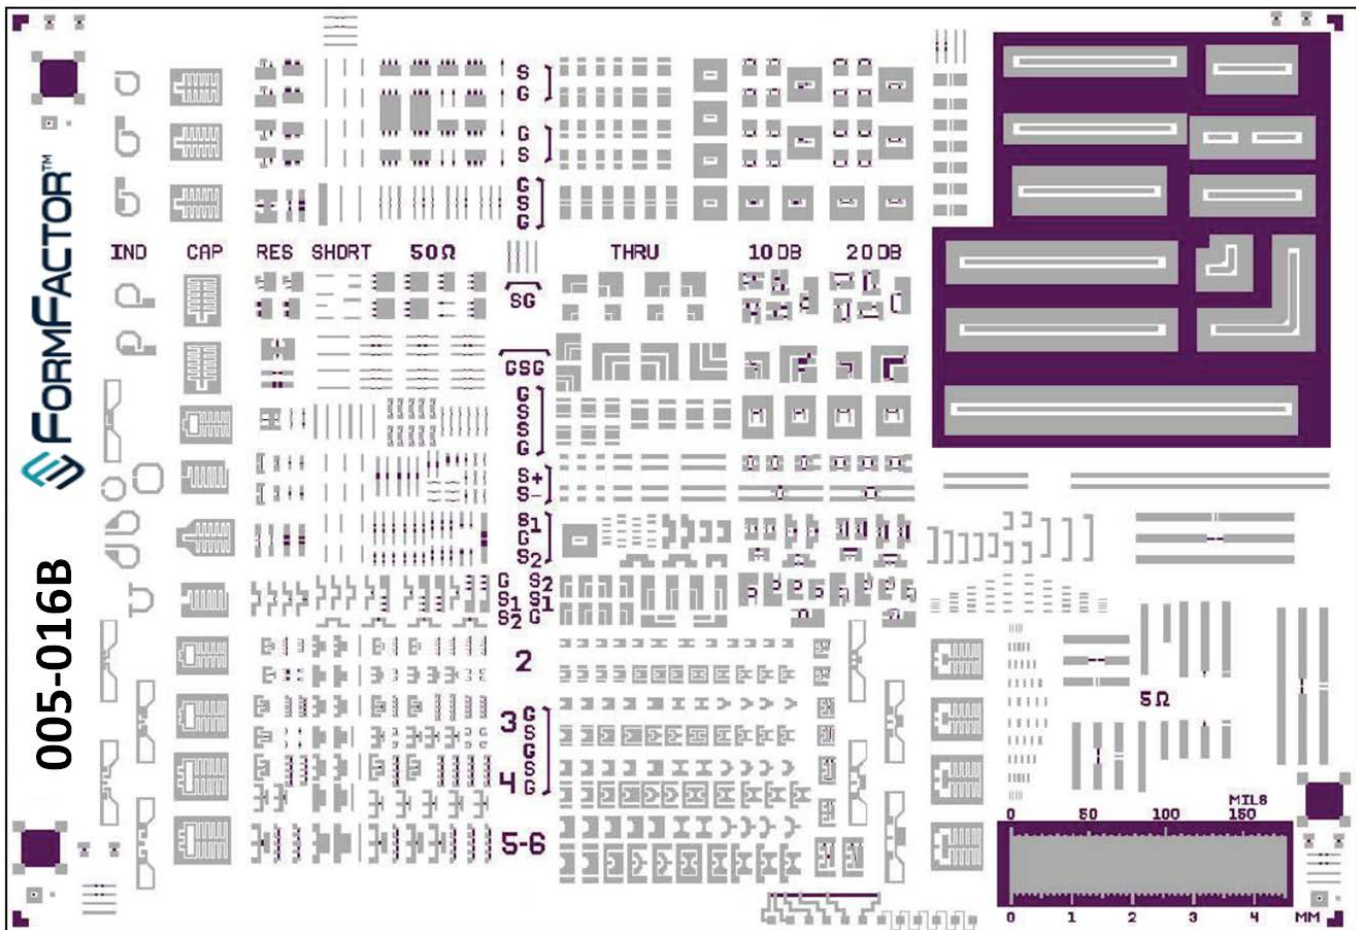 FORMFACTOR™
005-016B
S
G
G
S
G
S
G
IND CAP RES SHORT 50Ω THRU 10DB 20DB
SG
GSG
G
S
S
G
S+
S-
S1
G
S2
G S2
S1 S1
S2 G
2
3
4
G
S
G
S
G
5-6
5Ω
MILS
0 50 100 150
0 1 2 3 4 MM